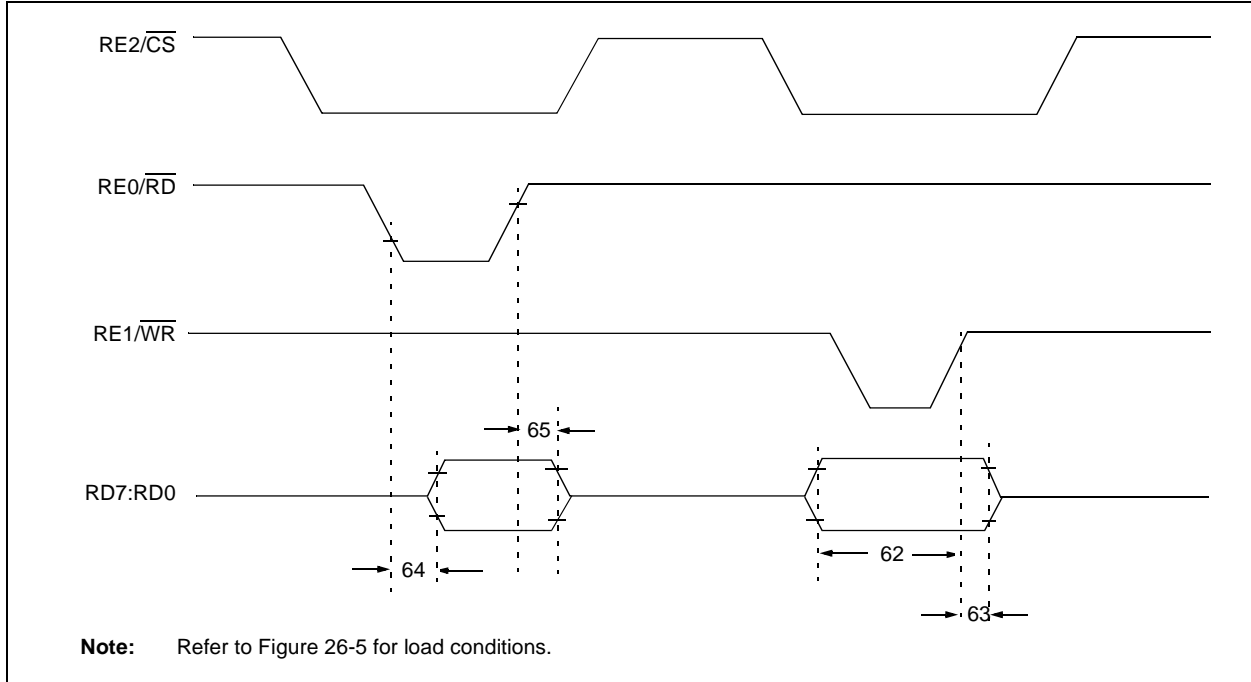 RE2/CS
RE0/RD
RE1/WR
65
RD7:RD0
62
64
63
Note: Refer to Figure 26-5 for load conditions.